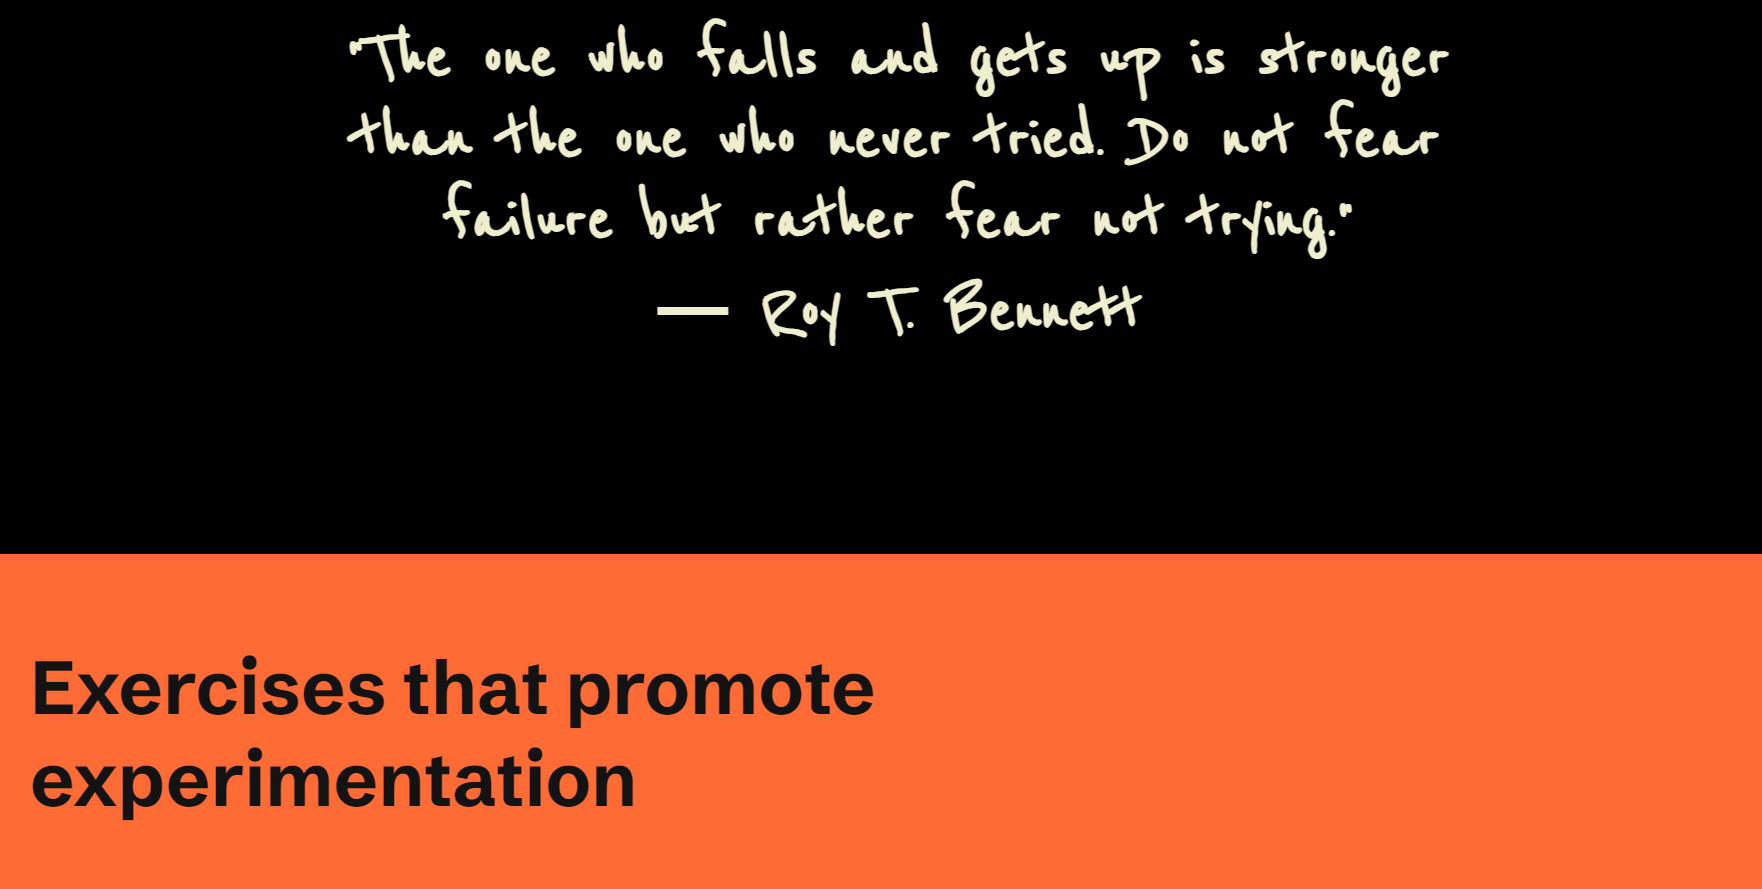 "The one who falls and gets up is stronger
than the one who never tried. Do not fear
failure but rather fear not trying."
— Roy T. Bennett
Exercises that promote
experimentation